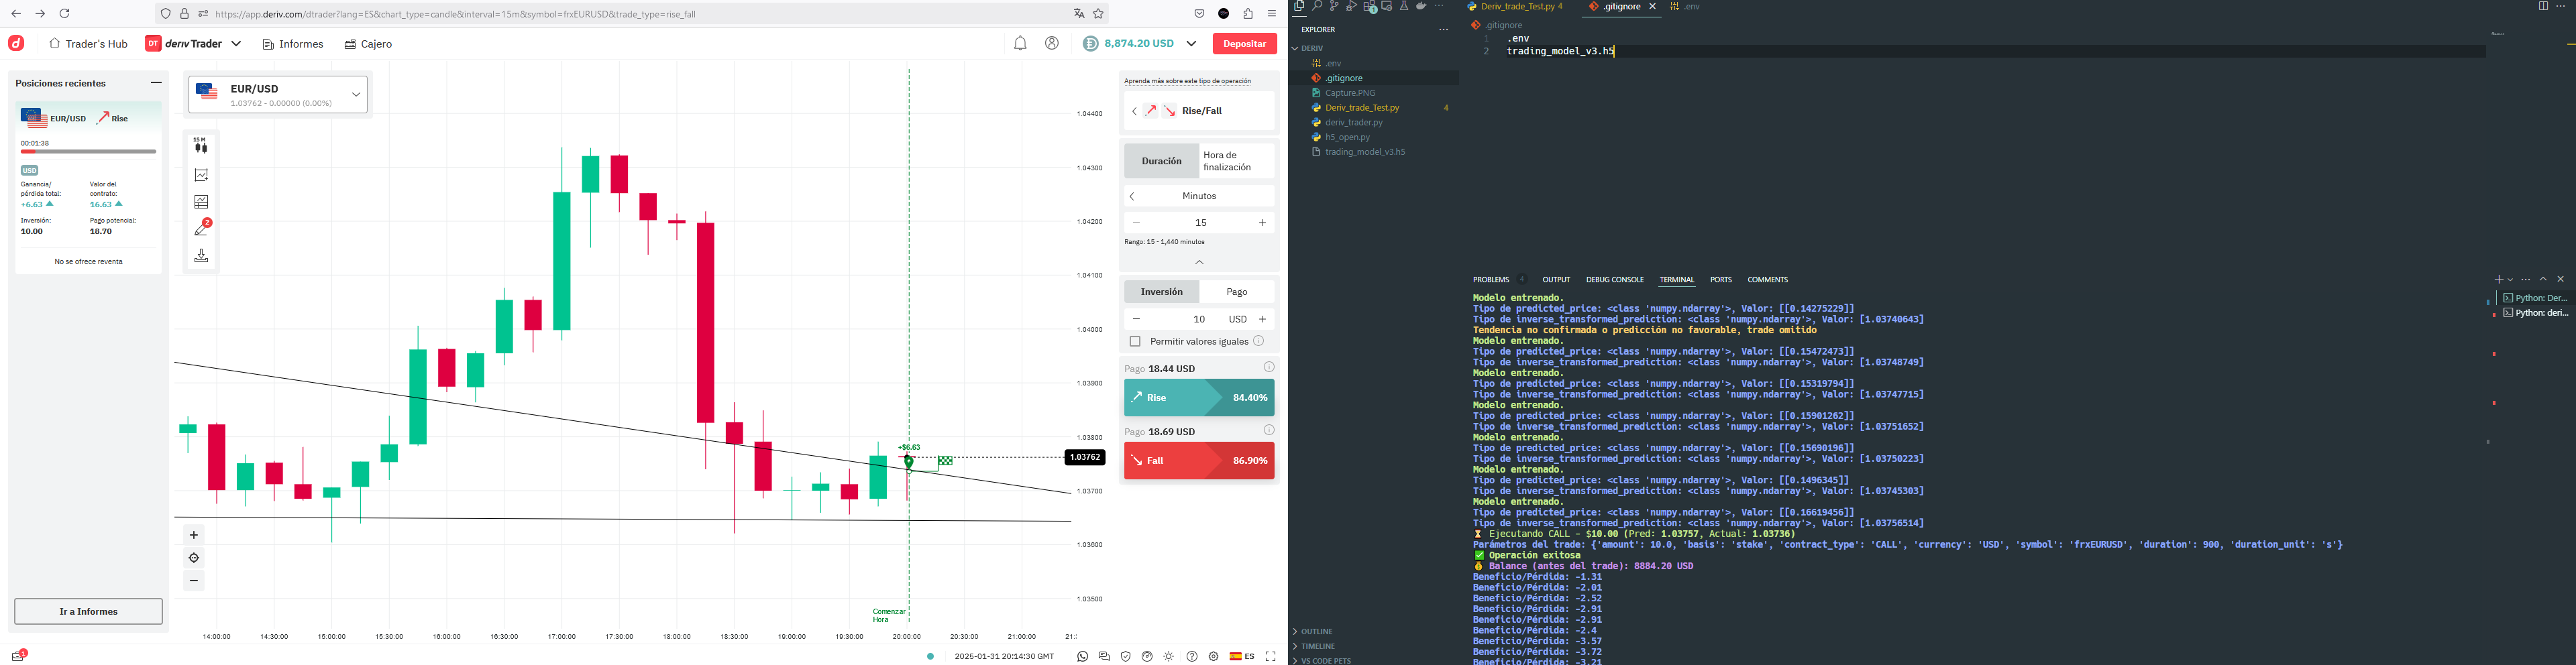 https://app.deriv.com/dtrader?lang=ES&chart_type=candle&interval=15m&symbol=frxEURUSD&trade_type=rise_fall
Trader's Hub
DT
deriv Trader
Informes
Cajero
8,874.20 USD
Depositar
Posiciones recientes
EUR/USD
Rise
00:01:38
USD
Ganancia/
pérdida total:
Valor del
contrato:
+6.63
16.63
Inversión:
Pago potencial:
10.00
18.70
No se ofrece reventa
Ir a Informes
EUR/USD
1.03762 - 0.00000 (0.00%)
15 M
2
1.04400
1.04300
1.04200
1.04100
1.04000
1.03900
1.03800
1.03762
1.03700
1.03600
1.03500
+$6.63
Comenzar
Hora
14:00:00
14:30:00
15:00:00
15:30:00
16:00:00
16:30:00
17:00:00
17:30:00
18:00:00
18:30:00
19:00:00
19:30:00
20:00:00
20:30:00
21:00:00
21:
Aprenda más sobre este tipo de operación
Rise/Fall
Duración
Hora de
finalización
Minutos
15
Rango: 15 - 1,440 minutos
Inversión
Pago
10
USD
Permitir valores iguales
Pago 18.44 USD
Rise
84.40%
Pago 18.69 USD
Fall
86.90%
1
2025-01-31 20:14:30 GMT
ES
EXPLORER
DERIV
.env
.gitignore
Capture.PNG
Deriv_trade_Test.py
4
deriv_trader.py
h5_open.py
trading_model_v3.h5
OUTLINE
TIMELINE
VS CODE PETS
Deriv_trade_Test.py 4
.gitignore
.env
.gitignore
1 .env
2 trading_model_v3.h5
PROBLEMS 4
OUTPUT
DEBUG CONSOLE
TERMINAL
PORTS
COMMENTS
Python: Der...
Python: deri...
Modelo entrenado.
Tipo de predicted_price: <class 'numpy.ndarray'>, Valor: [[0.14275229]]
Tipo de inverse_transformed_prediction: <class 'numpy.ndarray'>, Valor: [1.03740643]
Tendencia no confirmada o predicción no favorable, trade omitido
Modelo entrenado.
Tipo de predicted_price: <class 'numpy.ndarray'>, Valor: [[0.15472473]]
Tipo de inverse_transformed_prediction: <class 'numpy.ndarray'>, Valor: [1.03748749]
Modelo entrenado.
Tipo de predicted_price: <class 'numpy.ndarray'>, Valor: [[0.15319794]]
Tipo de inverse_transformed_prediction: <class 'numpy.ndarray'>, Valor: [1.03747715]
Modelo entrenado.
Tipo de predicted_price: <class 'numpy.ndarray'>, Valor: [[0.15901262]]
Tipo de inverse_transformed_prediction: <class 'numpy.ndarray'>, Valor: [1.03751652]
Modelo entrenado.
Tipo de predicted_price: <class 'numpy.ndarray'>, Valor: [[0.15690196]]
Tipo de inverse_transformed_prediction: <class 'numpy.ndarray'>, Valor: [1.03750223]
Modelo entrenado.
Tipo de predicted_price: <class 'numpy.ndarray'>, Valor: [[0.1496345]]
Tipo de inverse_transformed_prediction: <class 'numpy.ndarray'>, Valor: [1.03745303]
Modelo entrenado.
Tipo de predicted_price: <class 'numpy.ndarray'>, Valor: [[0.16619456]]
Tipo de inverse_transformed_prediction: <class 'numpy.ndarray'>, Valor: [1.03756514]
⌛ Ejecutando CALL - $10.00 (Pred: 1.03757, Actual: 1.03736)
Parámetros del trade: {'amount': 10.0, 'basis': 'stake', 'contract_type': 'CALL', 'currency': 'USD', 'symbol': 'frxEURUSD', 'duration': 900, 'duration_unit': 's'}
✅ Operación exitosa
💰 Balance (antes del trade): 8884.20 USD
Beneficio/Pérdida: -1.31
Beneficio/Pérdida: -2.01
Beneficio/Pérdida: -2.52
Beneficio/Pérdida: -2.91
Beneficio/Pérdida: -2.91
Beneficio/Pérdida: -2.4
Beneficio/Pérdida: -3.57
Beneficio/Pérdida: -3.72
Beneficio/Pérdida: -3.21